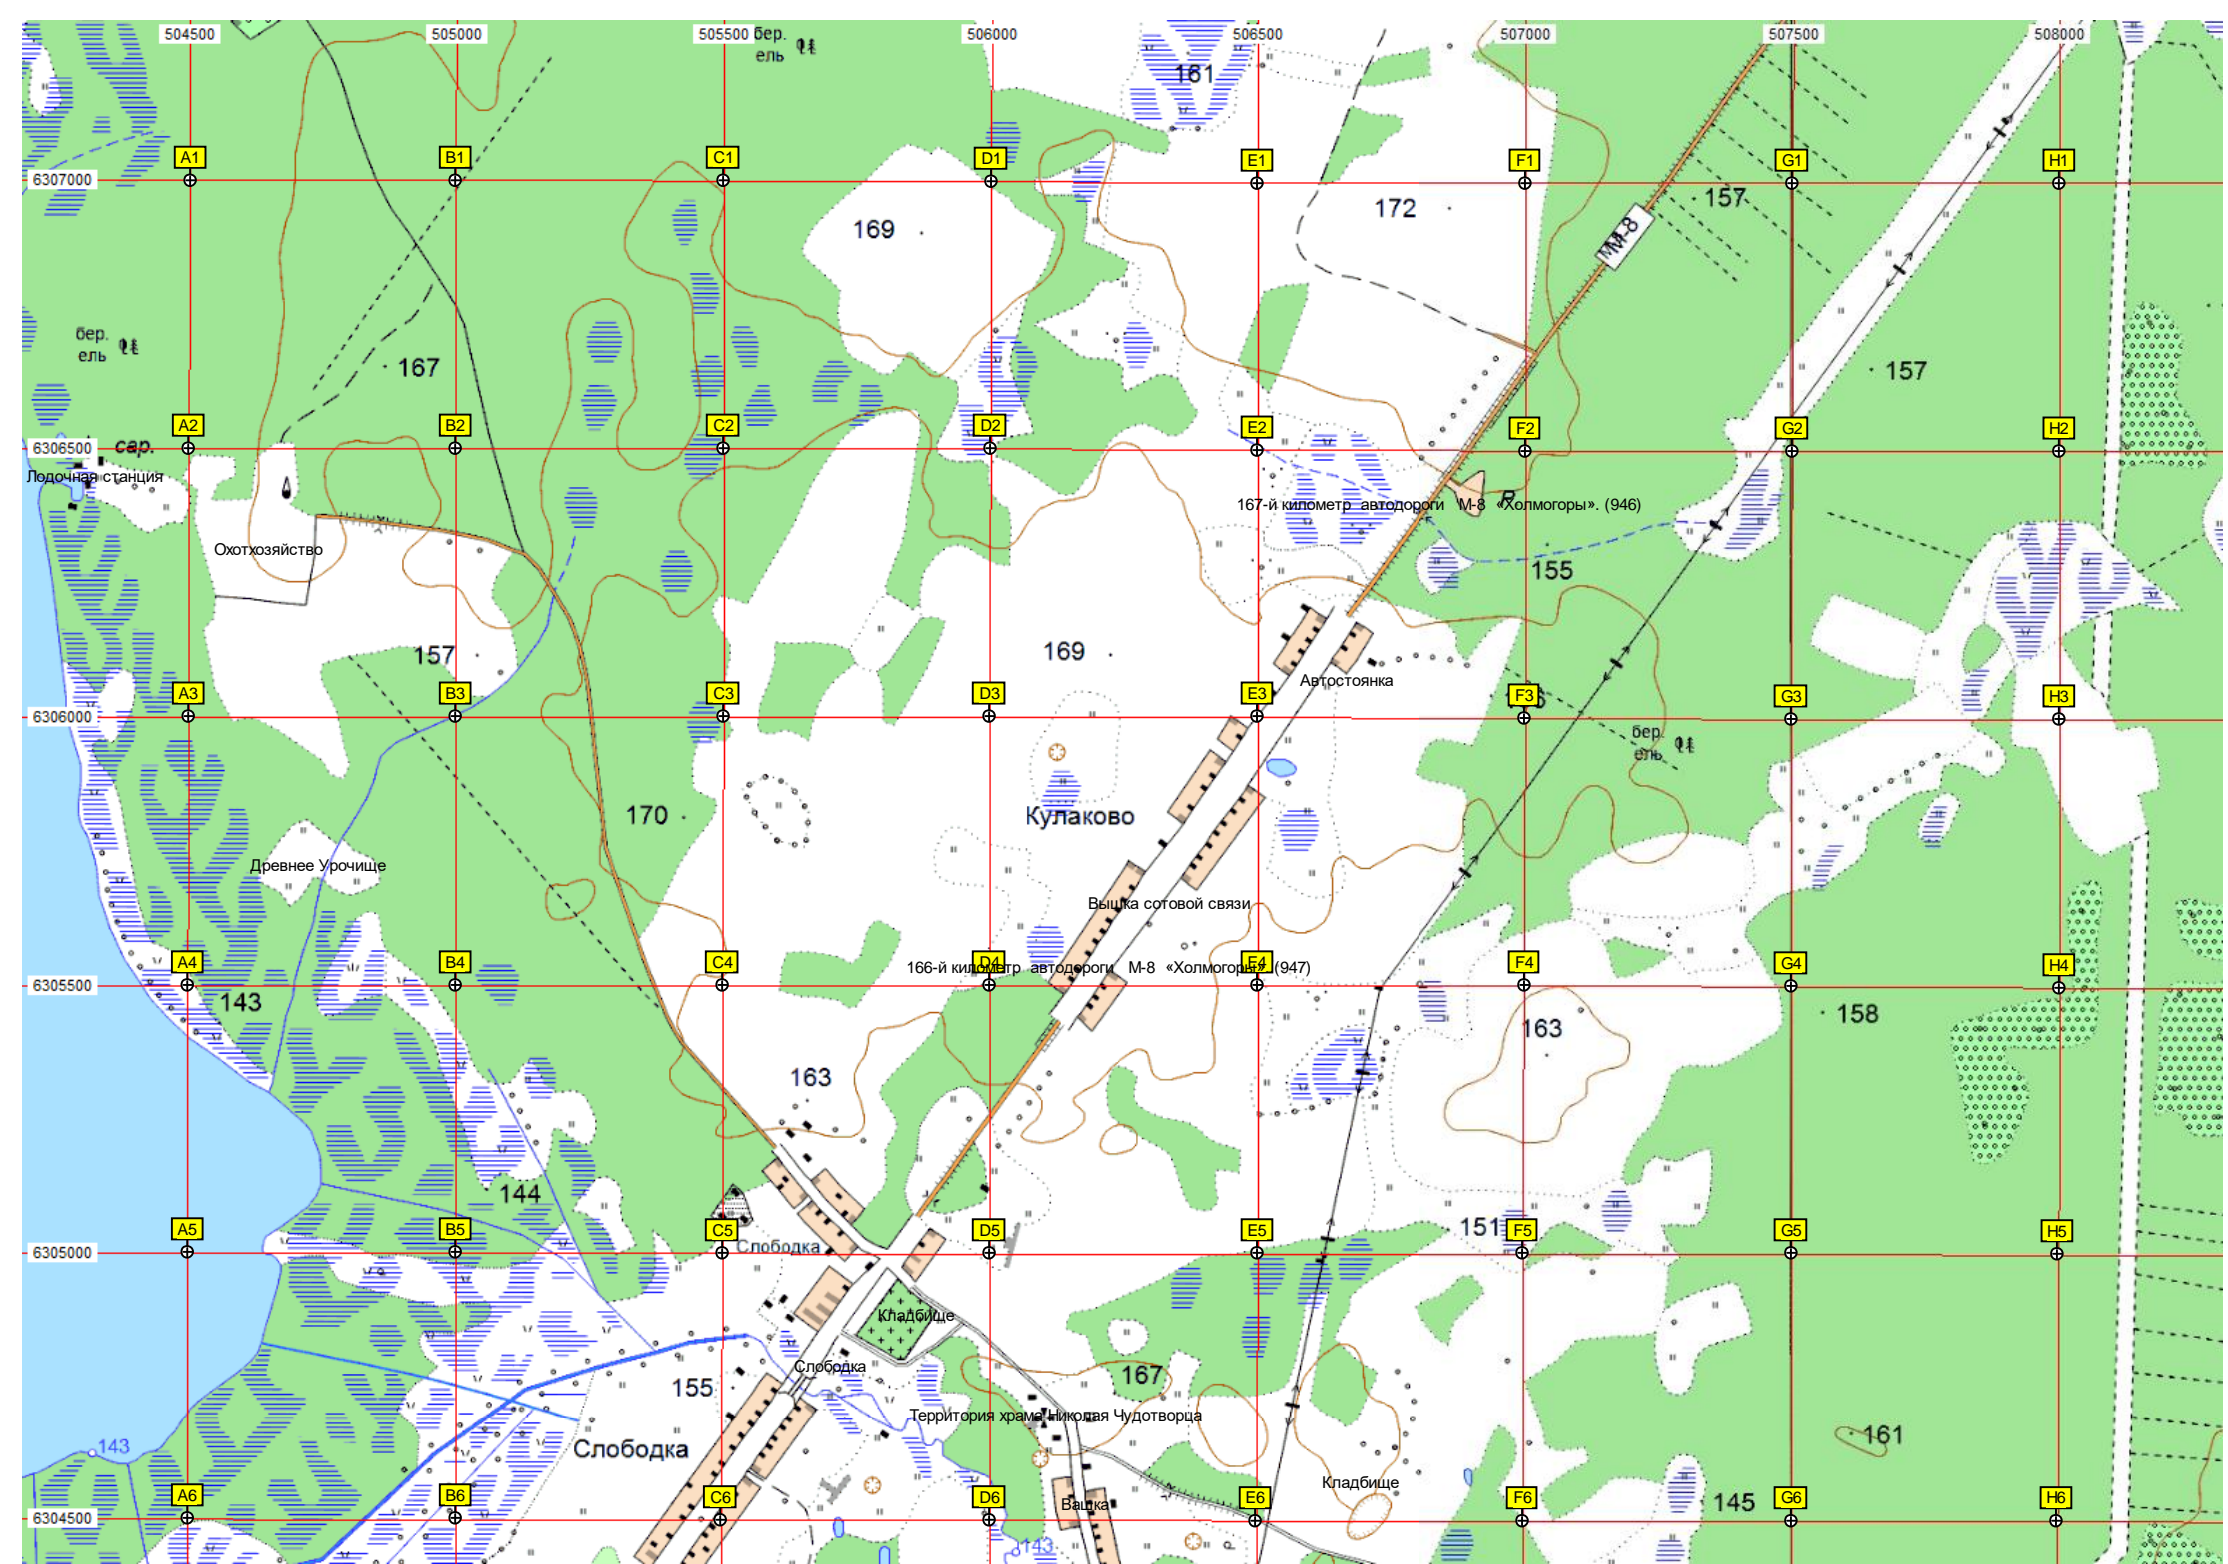 504500 505000 505500 506000 506500 507000 507500 508000
бер.
ель
161
A1 B1 C1 D1 E1 F1 G1 H1
6307000
169
172
157
М-8
бер.
ель
167
157
A2 B2 C2 D2 E2 F2 G2 H2
6306500
сар.
Лодочная станция
167-й километр автодороги М-8 «Холмогоры». (946)
Охотхозяйство
155
157
169
Автостоянка
A3 B3 C3 D3 E3 F3 G3 H3
6306000
бер.
ель
170
Кулаково
Древнее Урочище
Вышка сотовой связи
A4 B4 C4 D4 E4 F4 G4 H4
166-й километр автодороги М-8 «Холмогоры». (947)
6305500
143
158
163
163
144
A5 B5 C5 D5 E5 F5 G5 H5
151
Слободка
6305000
Кладбище
Слободка
167
155
Территория храма Николая Чудотворца
161
143
Слободка
Кладбище
A6 B6 C6 D6 E6 F6 G6 H6
Вашка
145
6304500
143